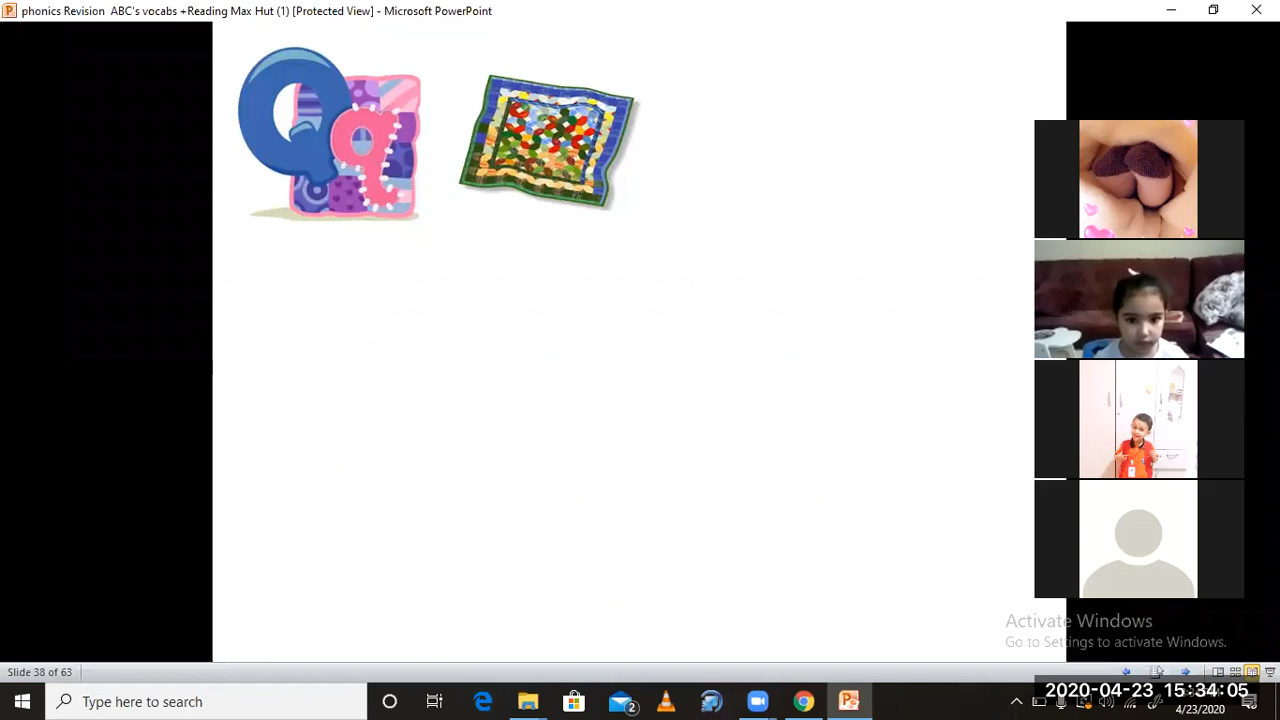 phonics Revision  ABC's vocabs +Reading Max Hut (1) [Protected View] - Microsoft PowerPoint
Qq
Activate Windows
Go to Settings to activate Windows.
Slide 38 of 63
Type here to search
2
2020-04-23 15:34:05
4/23/2020